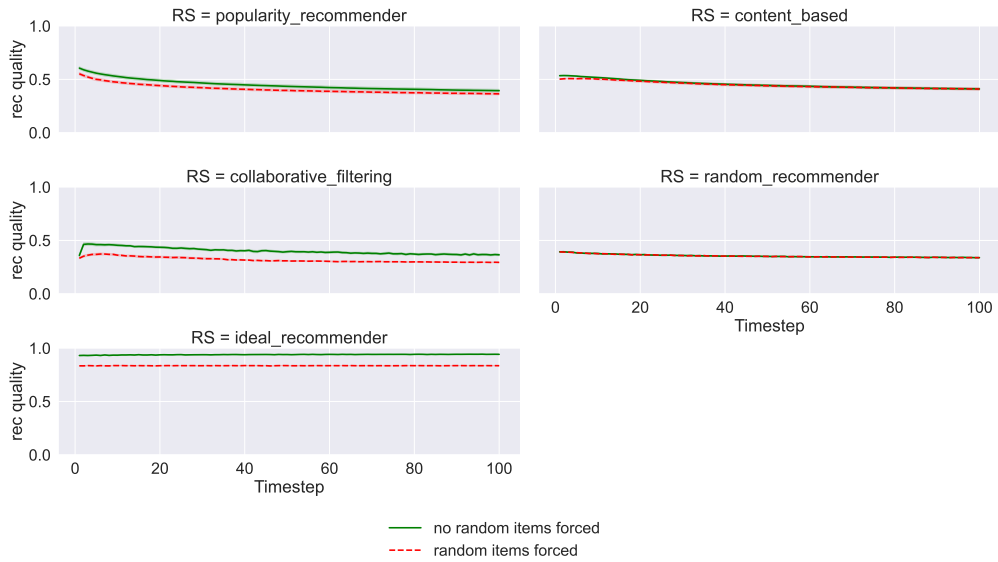 RS = popularity_recommender
RS = content_based
rec quality
1.0
0.5
0.0
RS = collaborative_filtering
RS = random_recommender
rec quality
1.0
0.5
0.0
0 20 40 60 80 100
Timestep
RS = ideal_recommender
rec quality
1.0
0.5
0.0
0 20 40 60 80 100
Timestep
no random items forced
random items forced